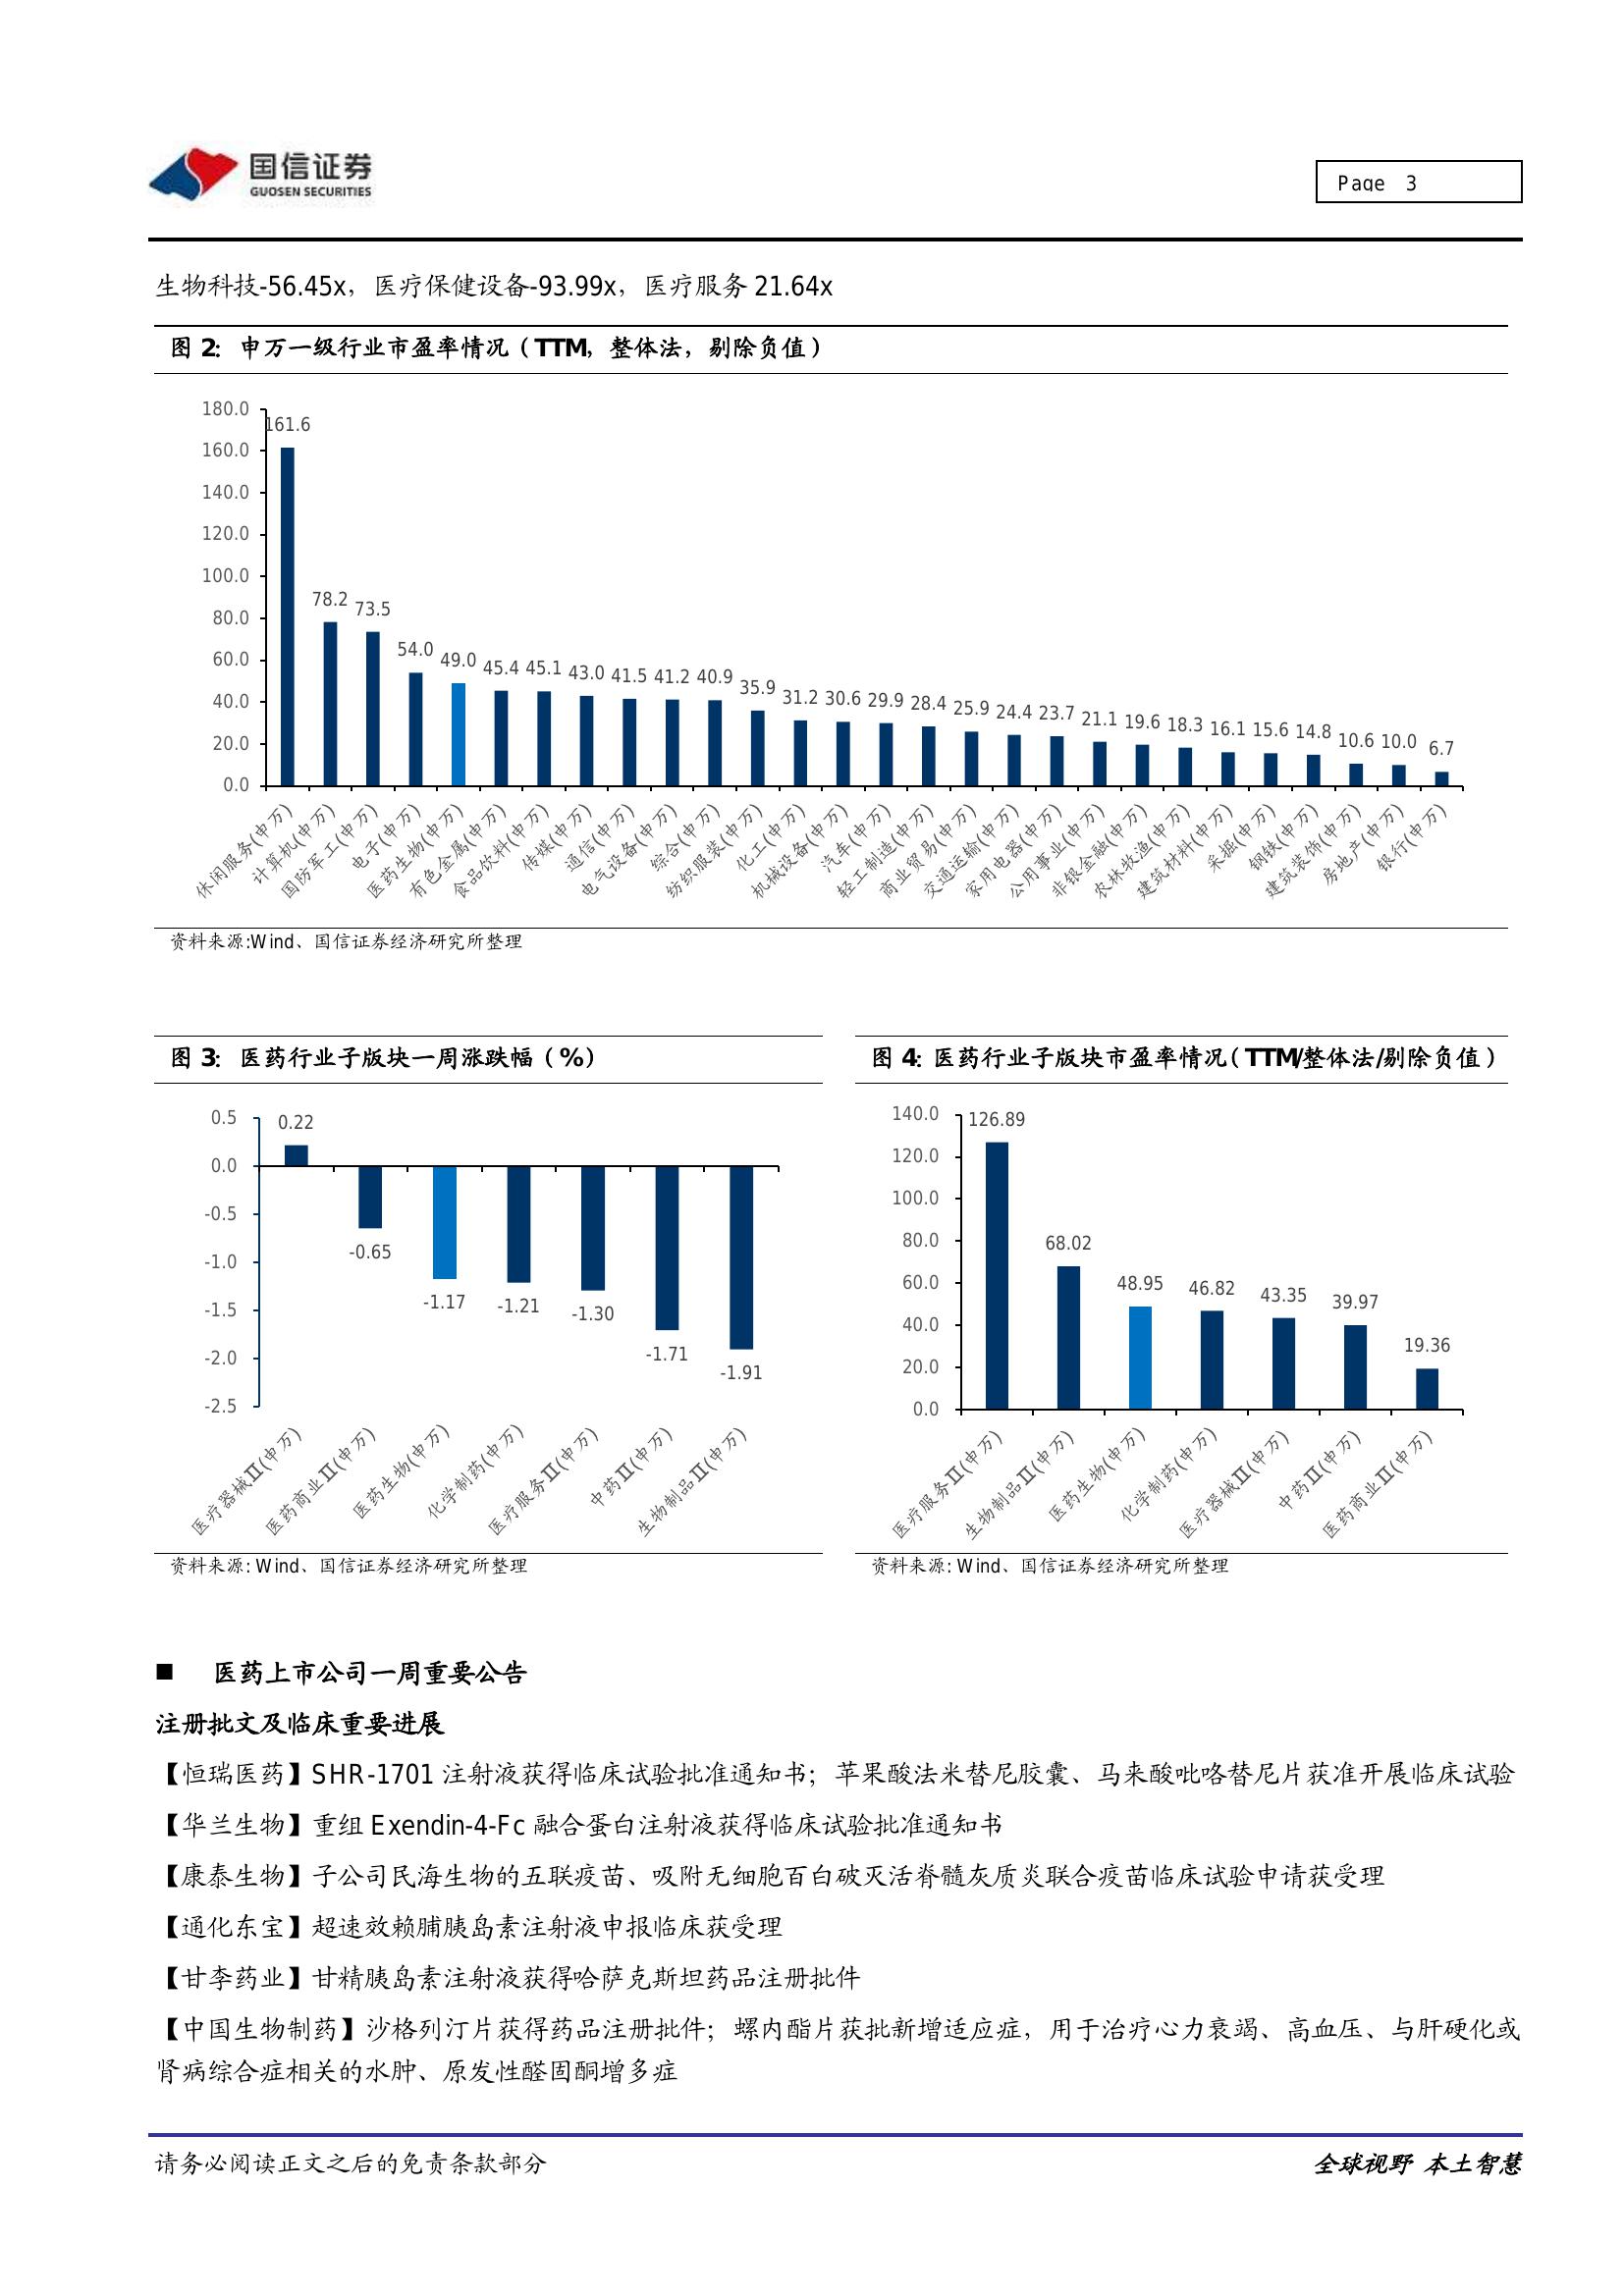 国信证券
GUOSEN SECURITIES
Page 3
生物科技-56.45x，医疗保健设备-93.99x，医疗服务 21.64x
图 2：申万一级行业市盈率情况（TTM，整体法，剔除负值）
180.0
160.0
140.0
120.0
100.0
80.0
60.0
40.0
20.0
0.0
161.6
78.2
73.5
54.0
49.0
45.4
45.1
43.0
41.5
41.2
40.9
35.9
31.2
30.6
29.9
28.4
25.9
24.4
23.7
21.1
19.6
18.3
16.1
15.6
14.8
10.6
10.0
6.7
休闲服务(申万)
计算机(申万)
国防军工(申万)
电子(申万)
医药生物(申万)
有色金属(申万)
食品饮料(申万)
传媒(申万)
通信(申万)
电气设备(申万)
综合(申万)
纺织服装(申万)
化工(申万)
机械设备(申万)
汽车(申万)
轻工制造(申万)
商业贸易(申万)
交通运输(申万)
家用电器(申万)
公用事业(申万)
非银金融(申万)
农林牧渔(申万)
建筑材料(申万)
采掘(申万)
钢铁(申万)
建筑装饰(申万)
房地产(申万)
银行(申万)
资料来源:Wind、国信证券经济研究所整理
图 3：医药行业子版块一周涨跌幅（%）
0.5
0.0
-0.5
-1.0
-1.5
-2.0
-2.5
0.22
-0.65
-1.17
-1.21
-1.30
-1.71
-1.91
医疗器械Ⅱ(申万)
医药商业Ⅱ(申万)
医药生物(申万)
化学制药(申万)
医疗服务Ⅱ(申万)
中药Ⅱ(申万)
生物制品Ⅱ(申万)
资料来源: Wind、国信证券经济研究所整理
图 4：医药行业子版块市盈率情况（TTM/整体法/剔除负值）
140.0
120.0
100.0
80.0
60.0
40.0
20.0
0.0
126.89
68.02
48.95
46.82
43.35
39.97
19.36
医疗服务Ⅱ(申万)
生物制品Ⅱ(申万)
医药生物(申万)
化学制药(申万)
医疗器械Ⅱ(申万)
中药Ⅱ(申万)
医药商业Ⅱ(申万)
资料来源: Wind、国信证券经济研究所整理
■ 医药上市公司一周重要公告
注册批文及临床重要进展
【恒瑞医药】SHR-1701 注射液获得临床试验批准通知书；苹果酸法米替尼胶囊、马来酸吡咯替尼片获准开展临床试验
【华兰生物】重组 Exendin-4-Fc 融合蛋白注射液获得临床试验批准通知书
【康泰生物】子公司民海生物的五联疫苗、吸附无细胞百白破灭活脊髓灰质炎联合疫苗临床试验申请获受理
【通化东宝】超速效赖脯胰岛素注射液申报临床获受理
【甘李药业】甘精胰岛素注射液获得哈萨克斯坦药品注册批件
【中国生物制药】沙格列汀片获得药品注册批件；螺内酯片获批新增适应症，用于治疗心力衰竭、高血压、与肝硬化或
肾病综合症相关的水肿、原发性醛固酮增多症
请务必阅读正文之后的免责条款部分
全球视野 本土智慧